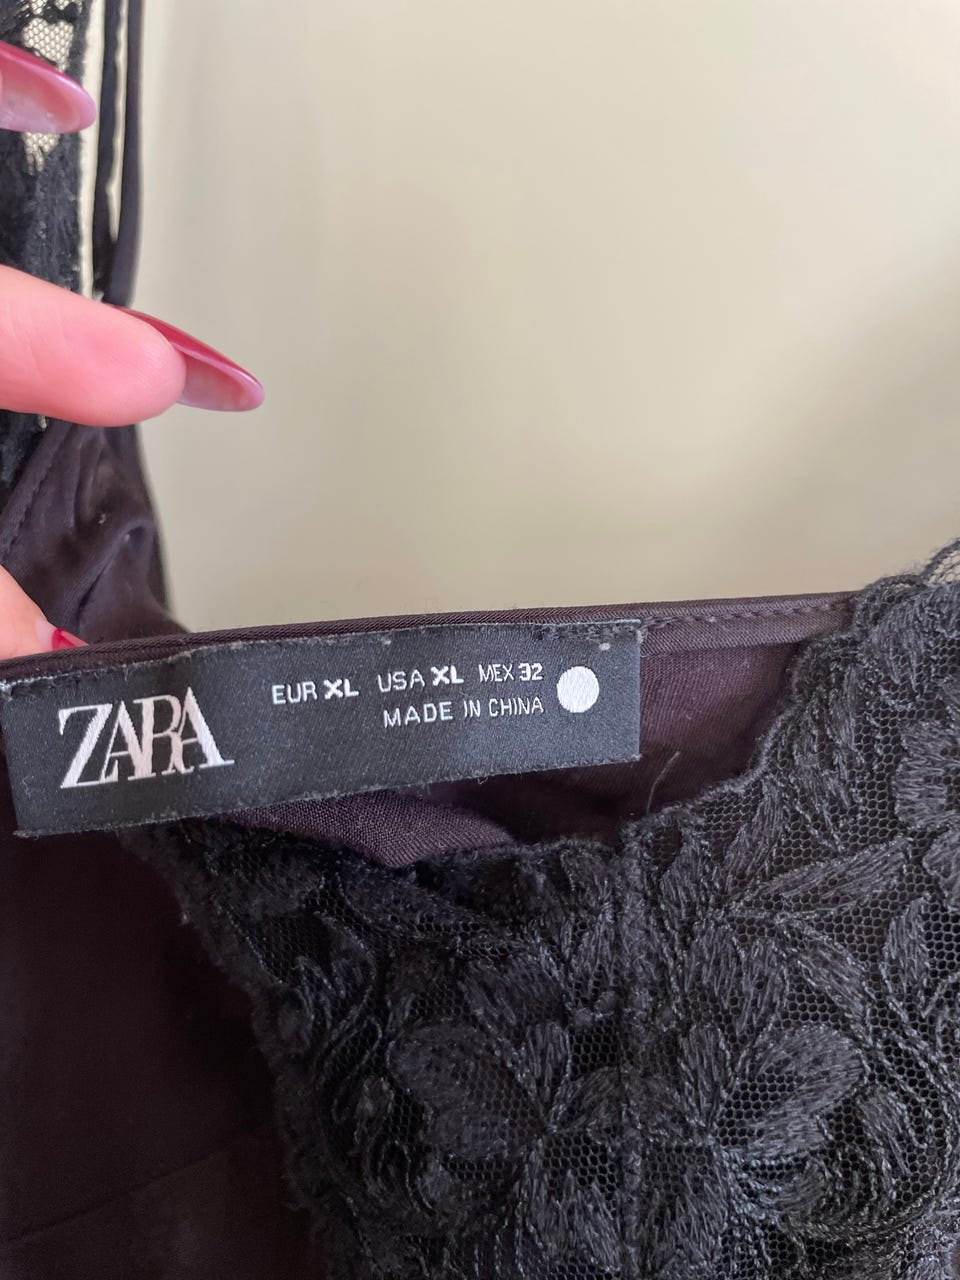 ZARA
EUR XL USA XL MEX 32
MADE IN CHINA